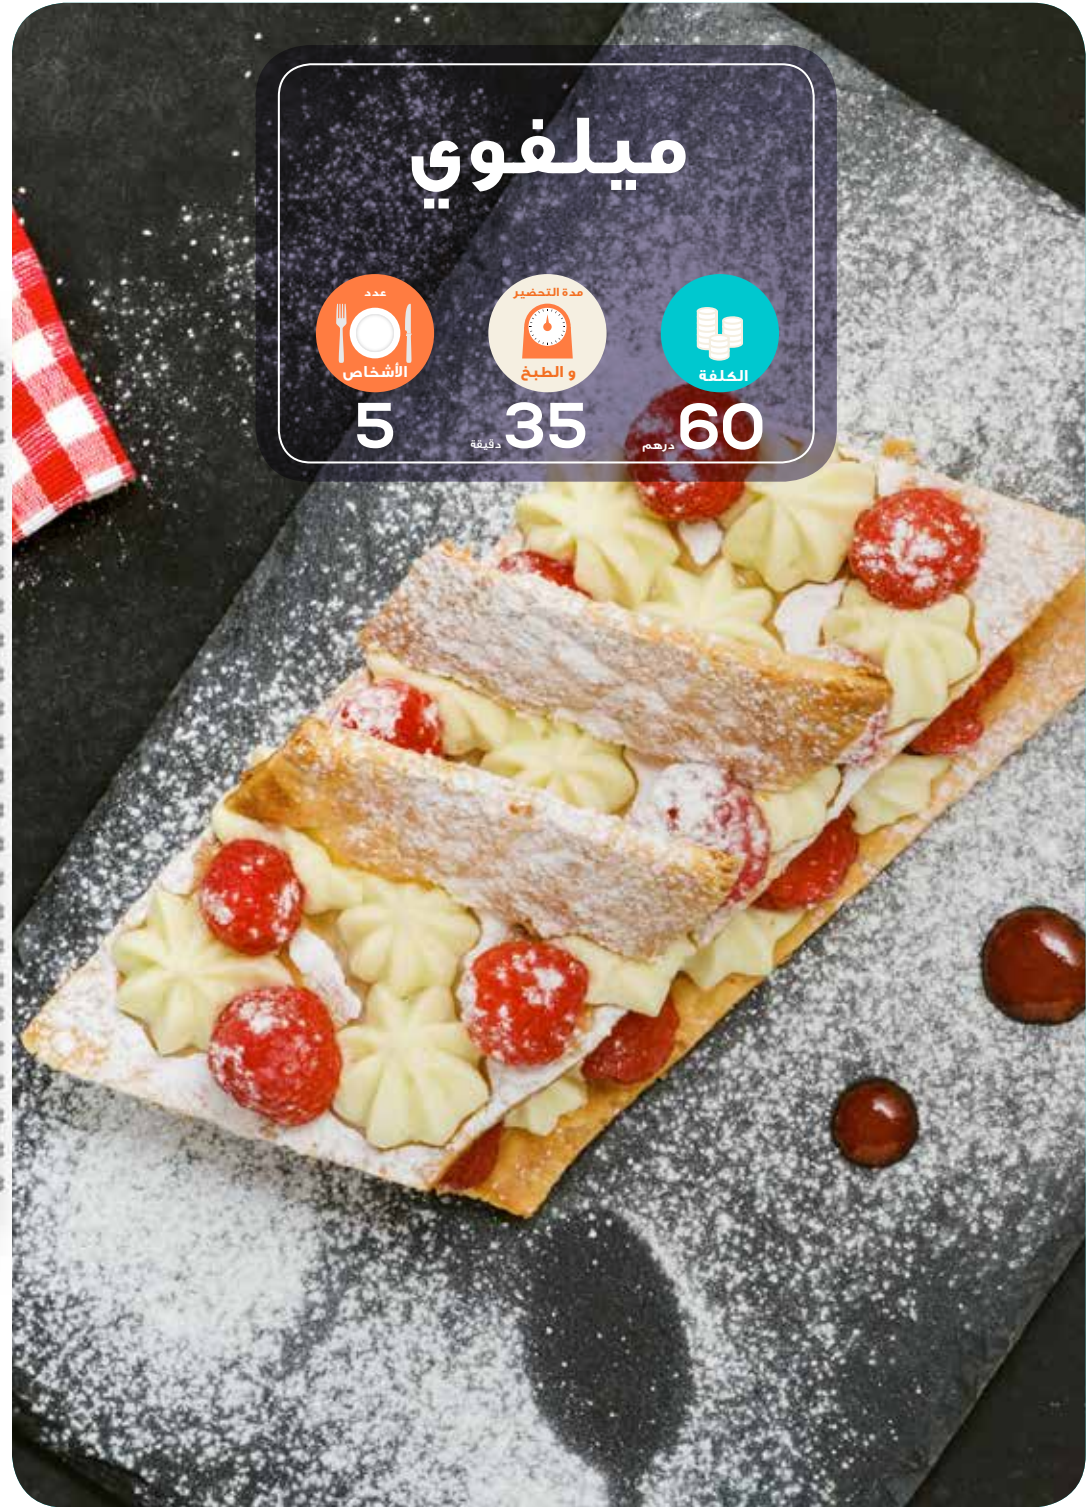 ميلفوي
الكلفة
60 درهم
مدة التحضير
و الطبخ
35 دقيقة
عدد
الأشخاص
5